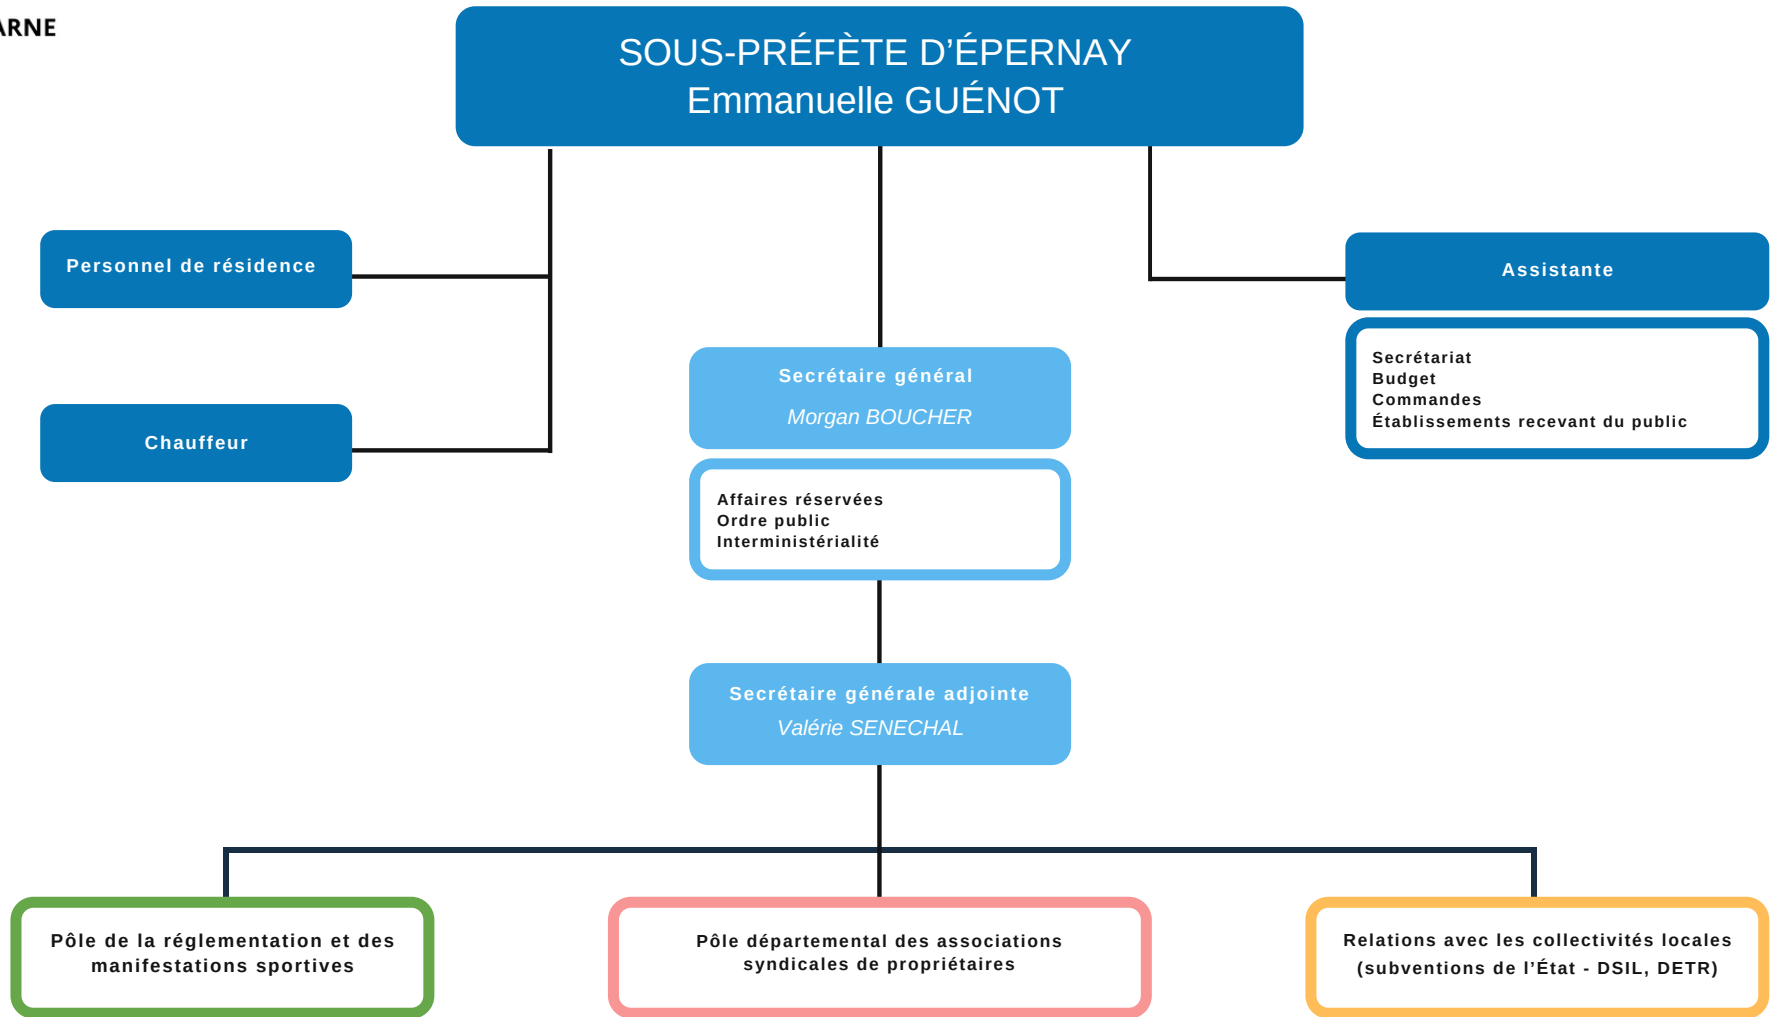 ARNE
SOUS-PRÉFÈTE D’ÉPERNAY
Emmanuelle GUÉNOT
Personnel de résidence
Chauffeur
Assistante
Secrétariat
Budget
Commandes
Établissements recevant du public
Secrétaire général
Morgan BOUCHER
Affaires réservées
Ordre public
Interministérialité
Secrétaire générale adjointe
Valérie SENECHAL
Pôle de la réglementation et des
manifestations sportives
Pôle départemental des associations
syndicales de propriétaires
Relations avec les collectivités locales
(subventions de l’État - DSIL, DETR)